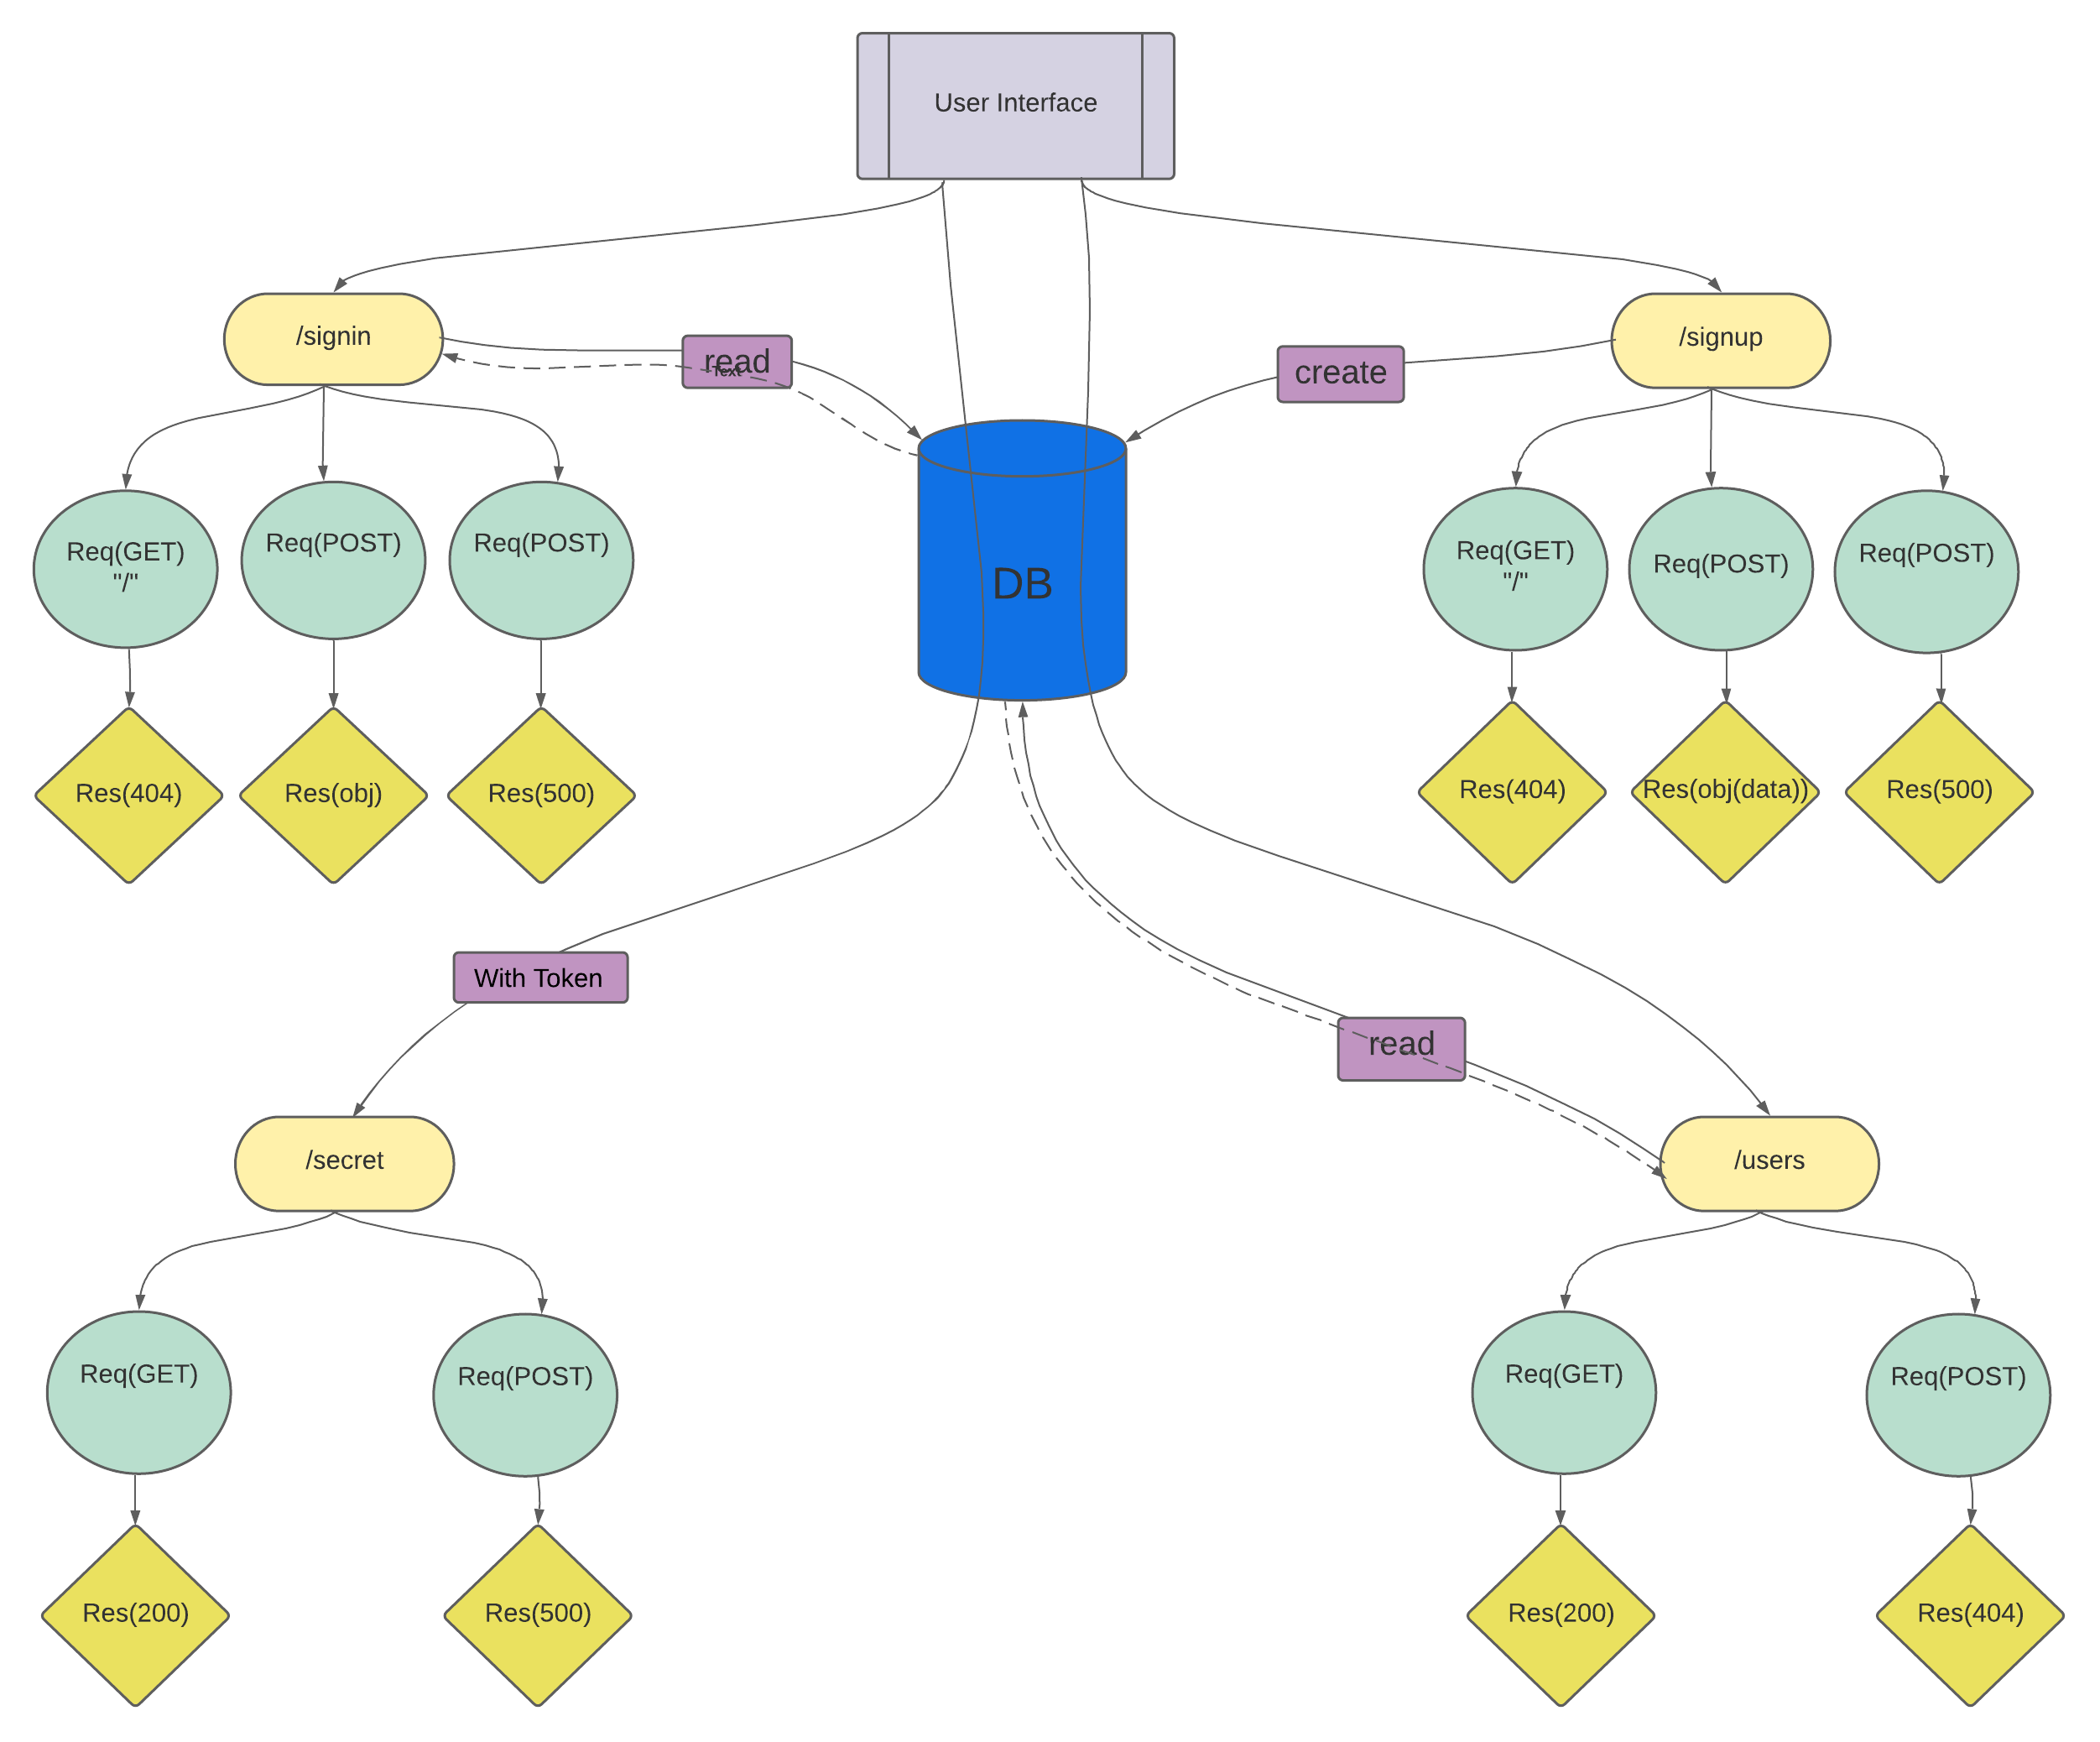 User Interface
/signin
/signup
read
Text
create
Req(GET)
"/"
Req(POST)
Req(POST)
DB
Req(GET)
"/"
Req(POST)
Req(POST)
Res(404)
Res(obj)
Res(500)
Res(404)
Res(obj(data))
Res(500)
With Token
read
/secret
/users
Req(GET)
Req(POST)
Req(GET)
Req(POST)
Res(200)
Res(500)
Res(200)
Res(404)